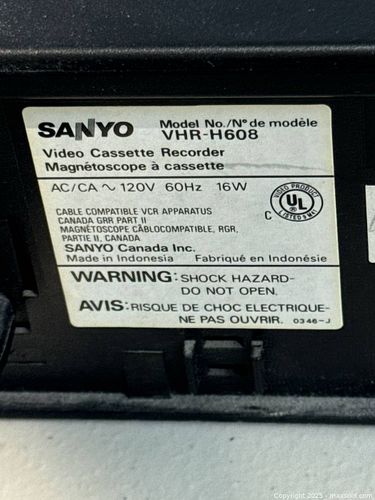 SANYO
Model No./Nº de modèle
VHR-H608
Video Cassette Recorder
Magnétoscope à cassette
AC/CA ~ 120V 60Hz 16W
VIDEO PRODUCT
UL
C
CABLE COMPATIBLE VCR APPARATUS
CANADA GRR PART II
MAGNÉTOSCOPE CÂBLOCOMPATIBLE, RGR,
PARTIE II, CANADA
SANYO Canada Inc.
Made in Indonesia Fabriqué en Indonésie
WARNING: SHOCK HAZARD-
DO NOT OPEN.
AVIS: RISQUE DE CHOC ELECTRIQUE-
NE PAS OUVRIR. 0346-J